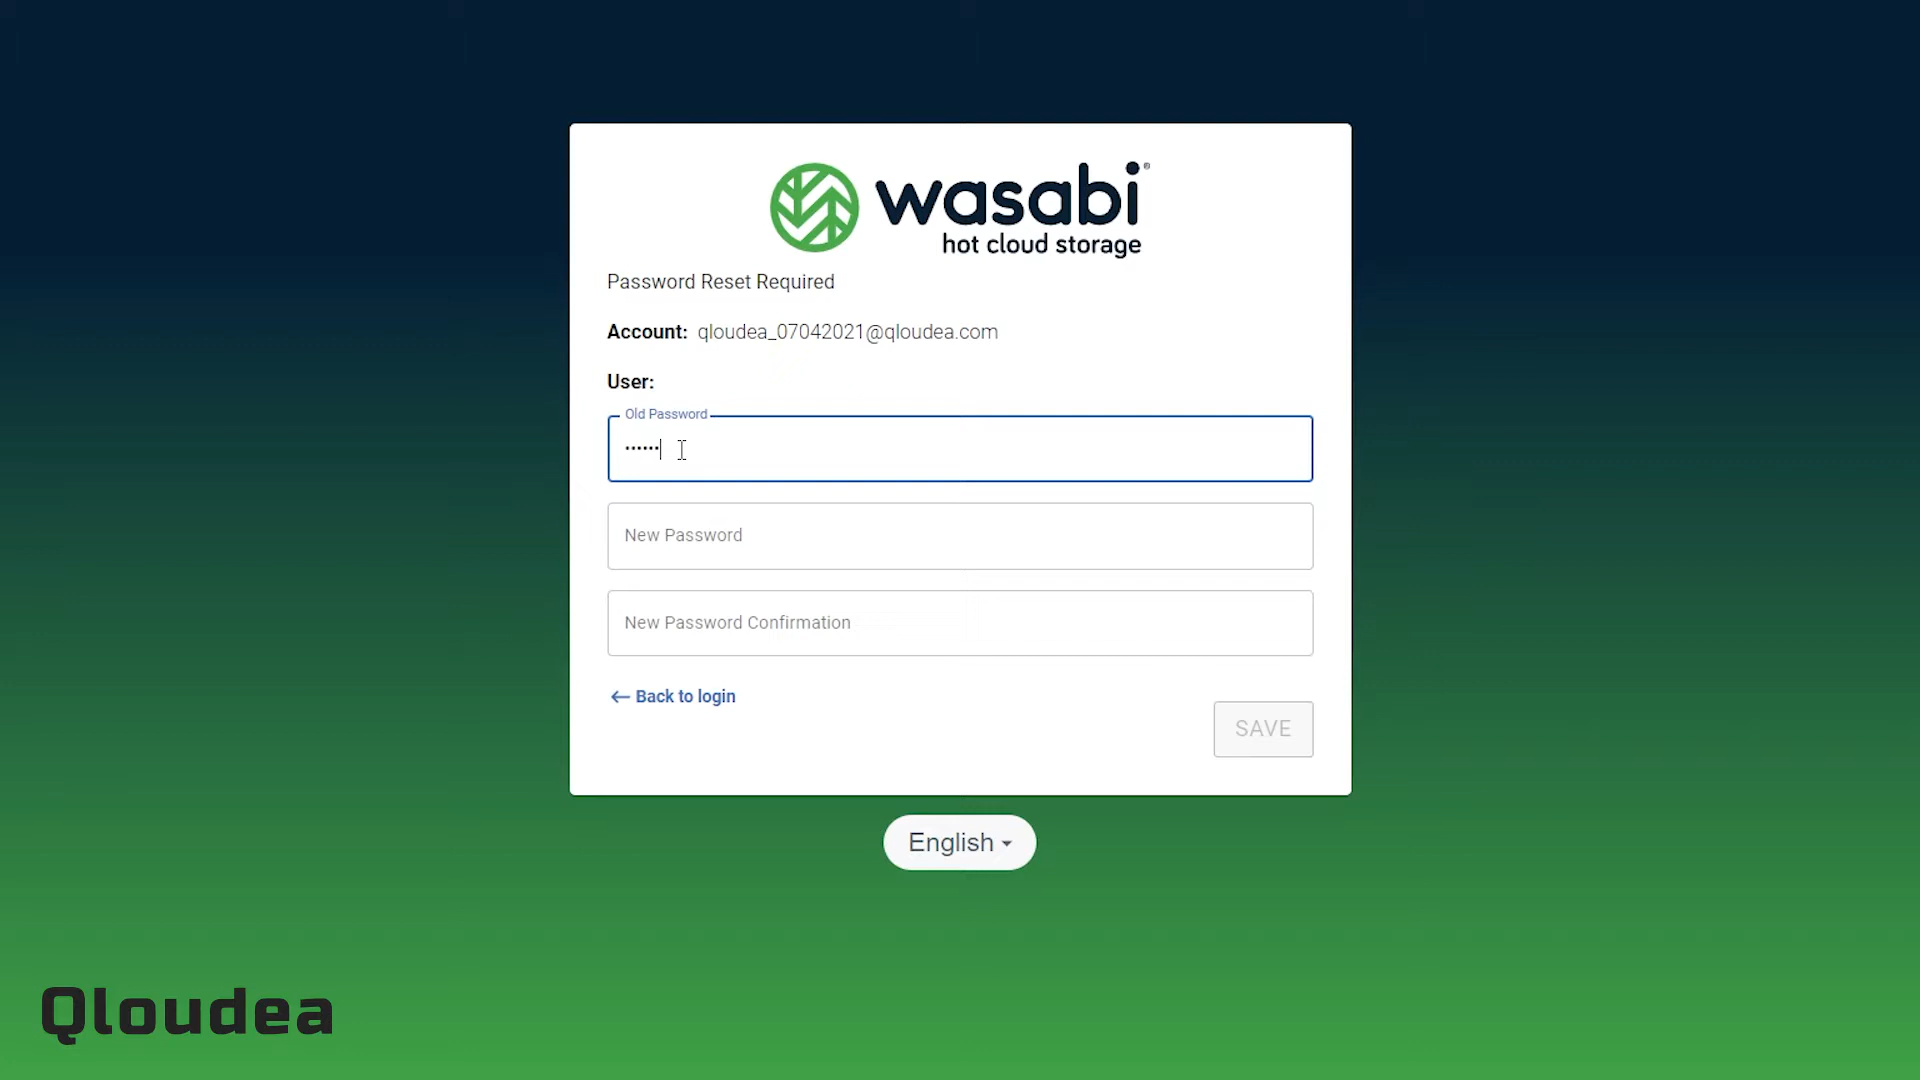 wasabi®
hot cloud storage
Password Reset Required
Account: qloudea_07042021@qloudea.com
User:
Old Password
••••••
New Password
New Password Confirmation
← Back to login
SAVE
English
Qloudea